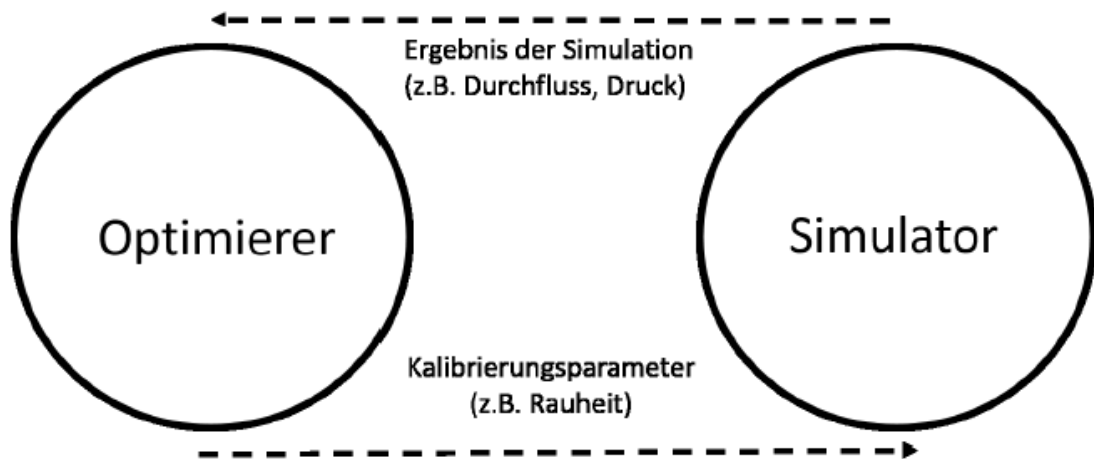 Ergebnis der Simulation
(z.B. Durchfluss, Druck)
Optimierer
Simulator
Kalibrierungsparameter
(z.B. Rauheit)